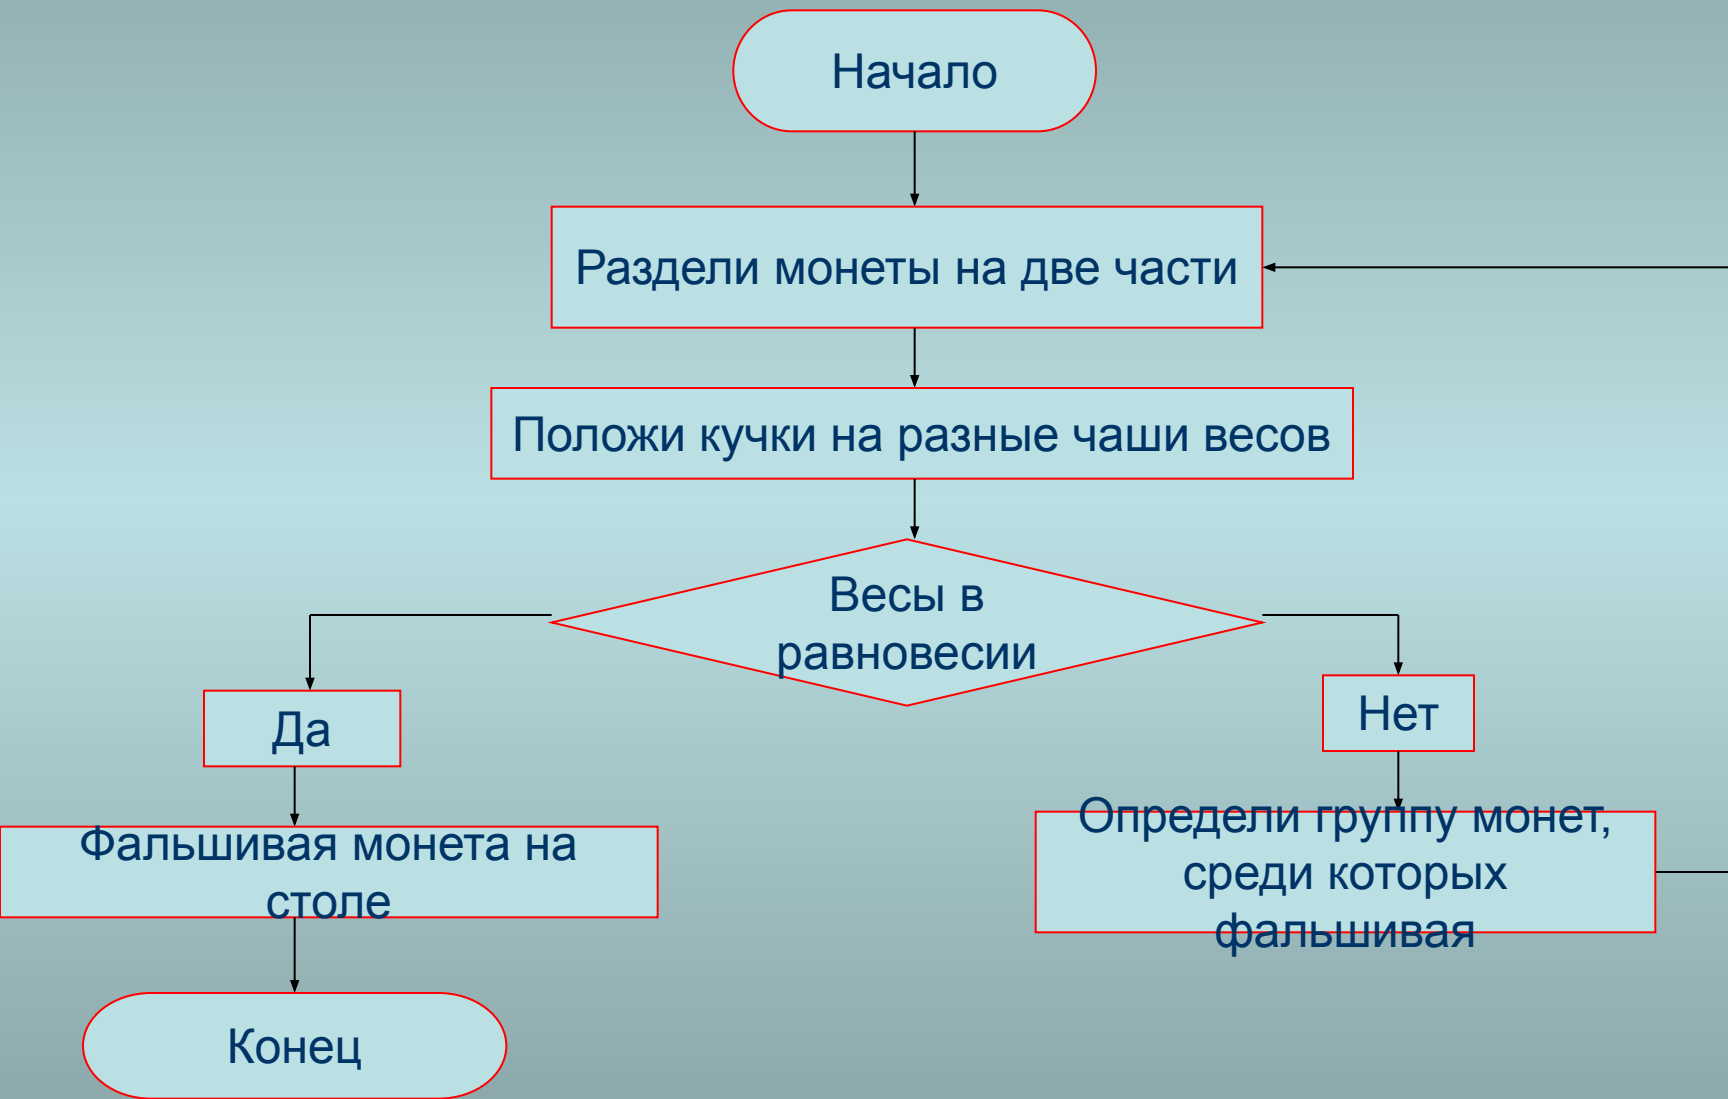 Начало
Раздели монеты на две части
Положи кучки на разные чаши весов
Весы в
равновесии
Да
Нет
Фальшивая монета на
столе
Определи группу монет,
среди которых
фальшивая
Конец